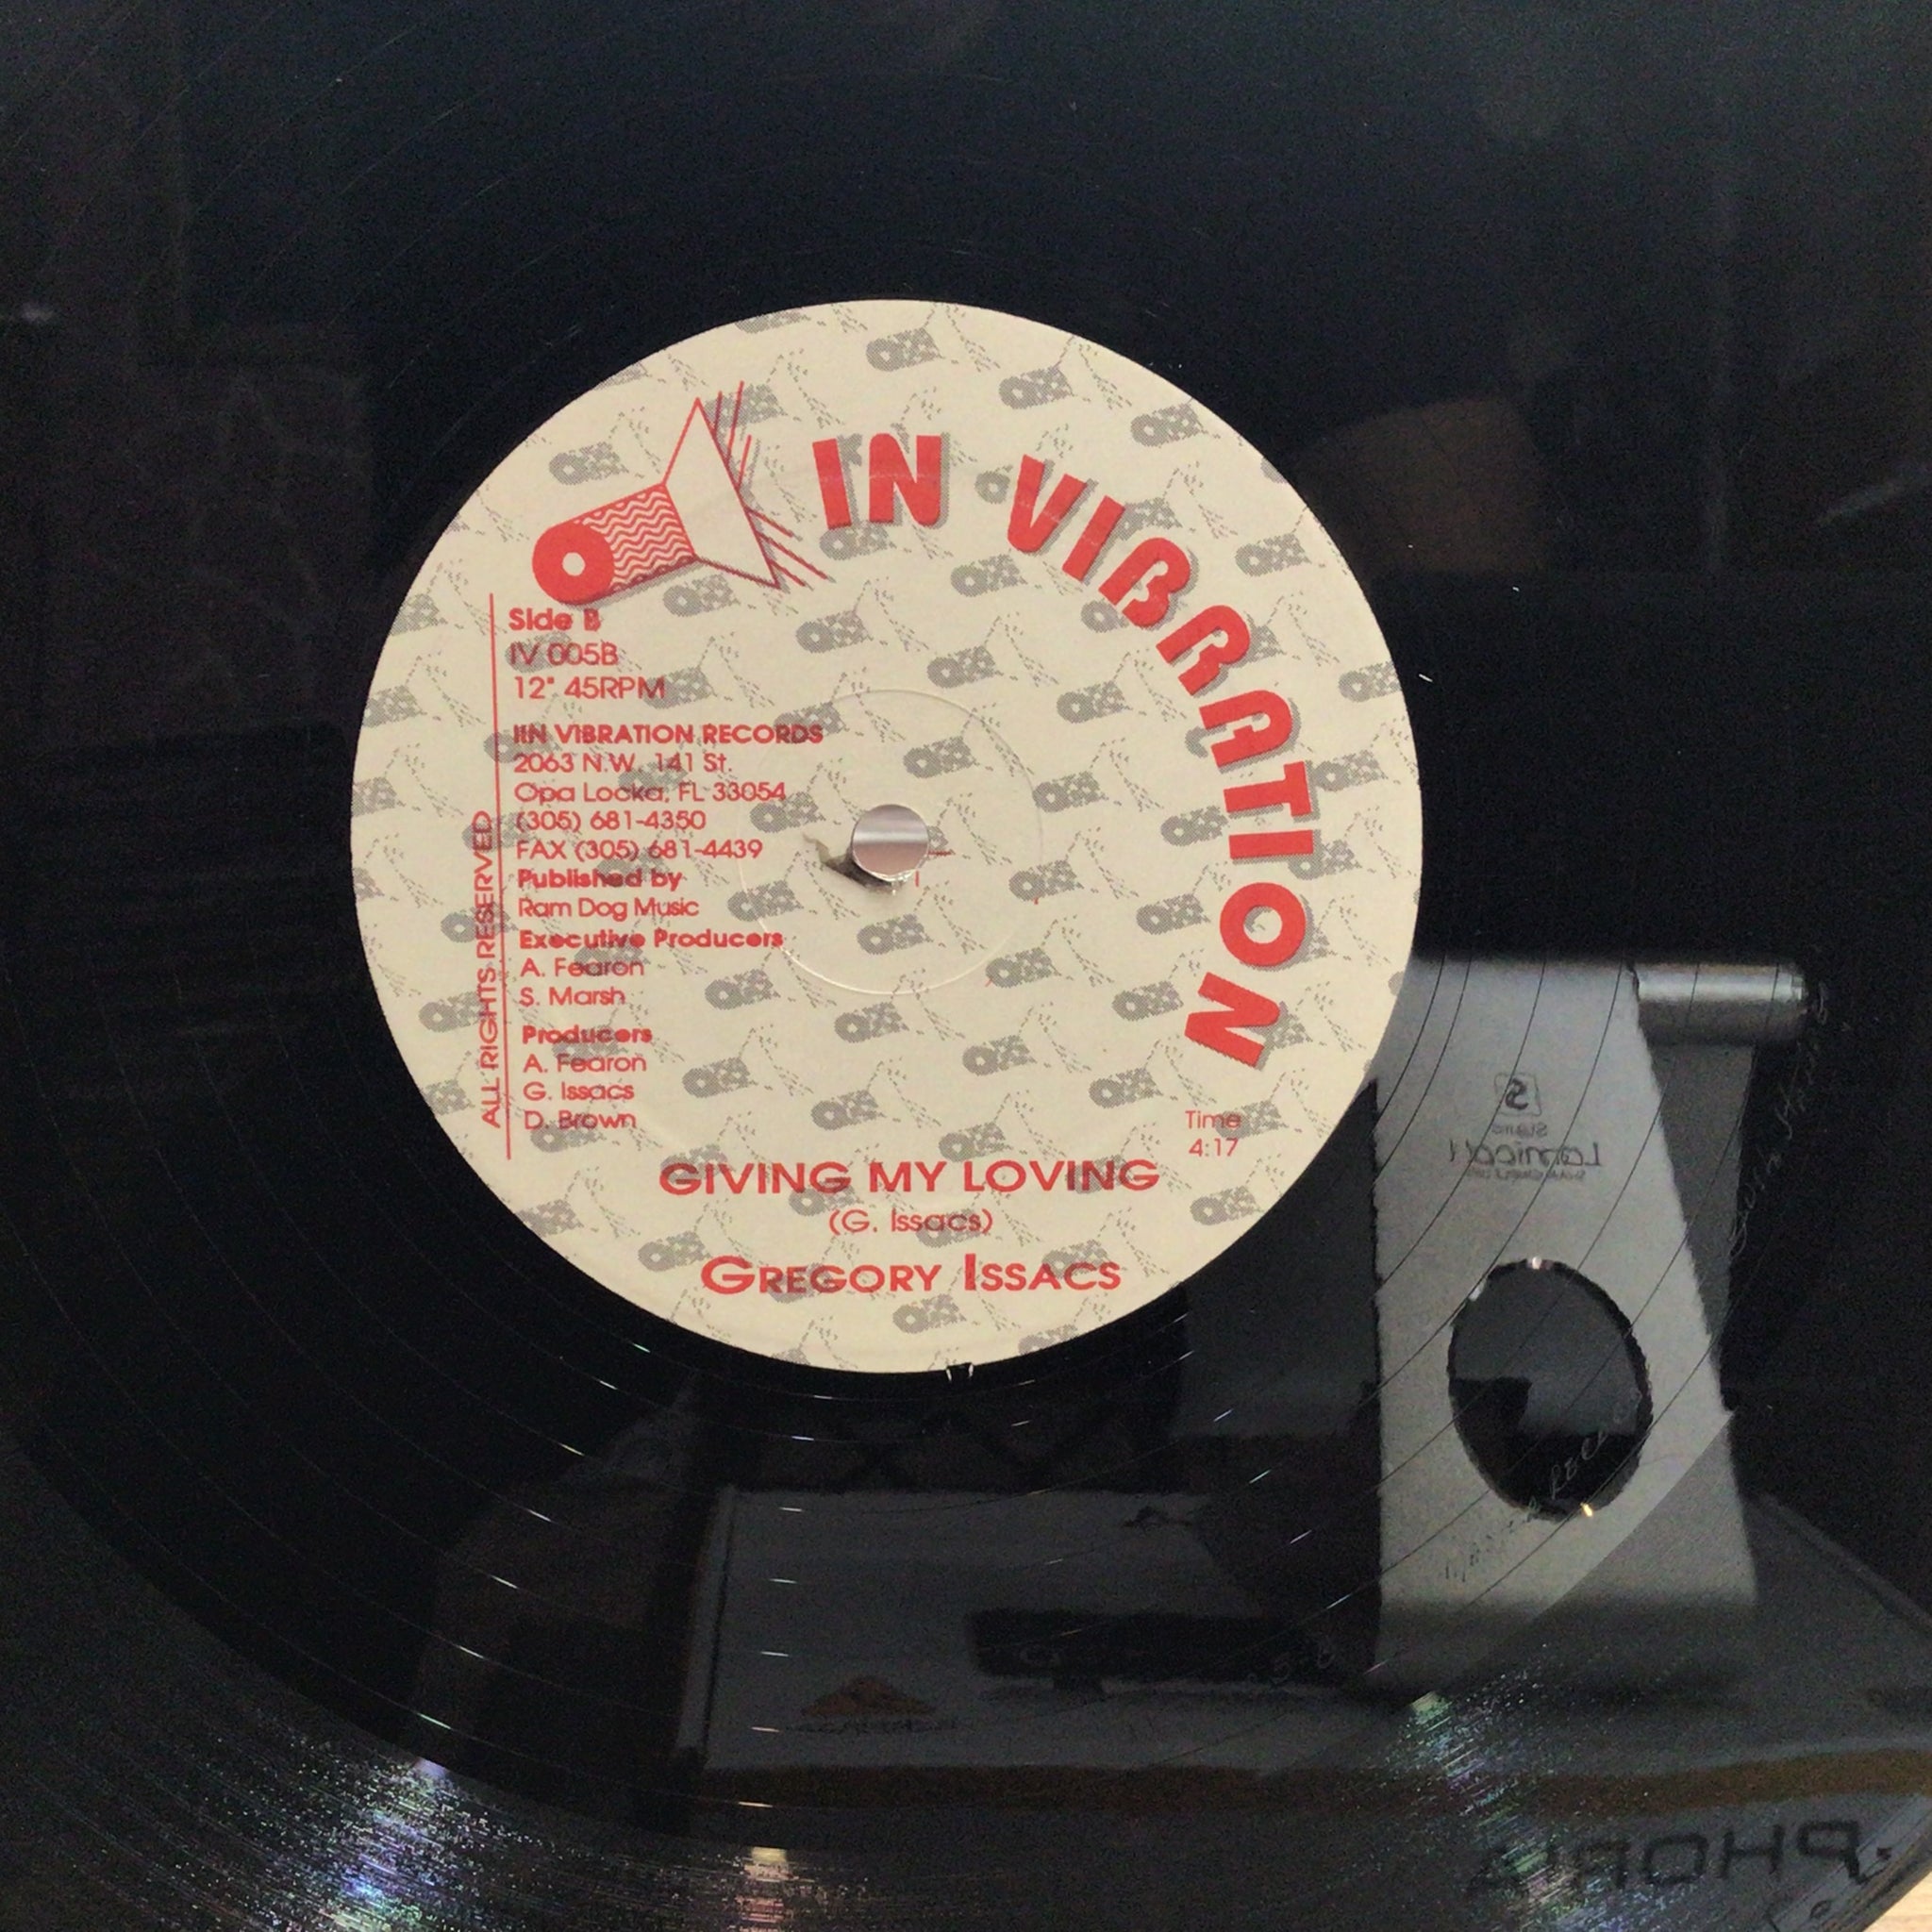 IN VIBRATION
Side B
IV 005B
12" 45RPM
IIN VIBRATION RECORDS
2063 N.W. 141 St.
Opa Locka, FL 33054
(305) 681-4350
FAX (305) 681-4439
Published by
Ram Dog Music
Executive Producers
A. Fearon
S. Marsh
Producers
A. Fearon
G. Issacs
D. Brown
ALL RIGHTS RESERVED
Time
4:17
GIVING MY LOVING
(G. Issacs)
GREGORY ISSACS